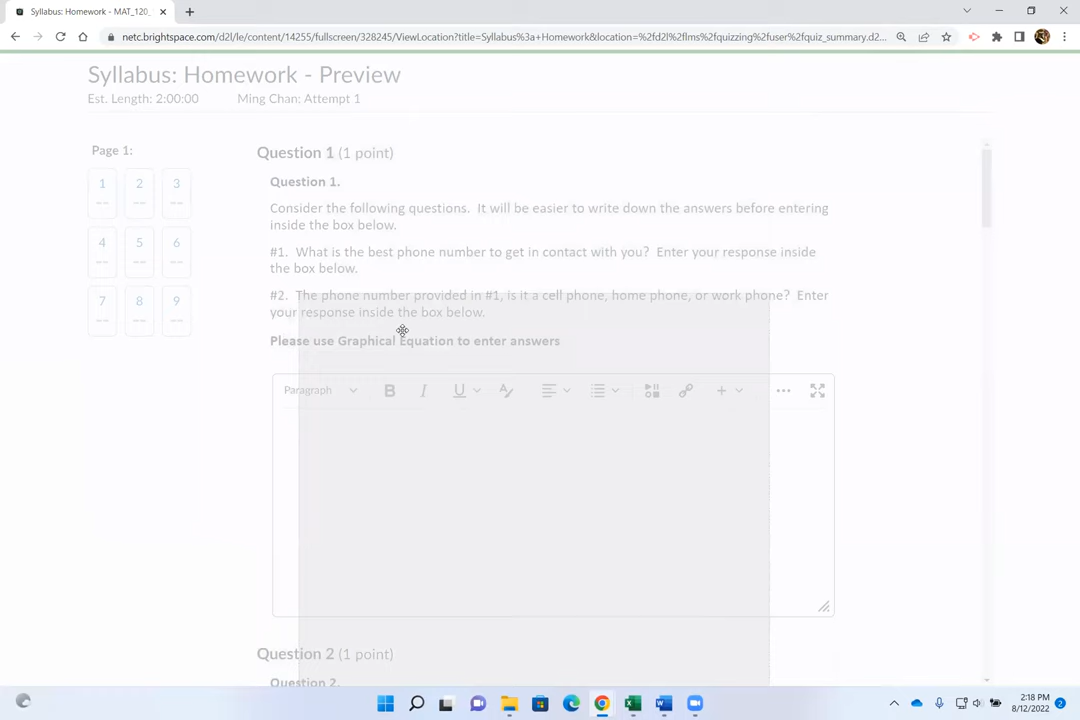 Syllabus: Homework - MAT_120_
netc.brightspace.com/d2l/le/content/14255/fullscreen/328245/ViewLocation?title=Syllabus%3a+Homework&location=%2fd2l%2flms%2fquizzing%2fuser%2fquiz_summary.d2...
Syllabus: Homework - Preview
Est. Length: 2:00:00 Ming Chan: Attempt 1
Page 1:
1 2 3
-- -- --
4 5 6
-- -- --
7 8 9
-- -- --
Question 1 (1 point)
Question 1.
Consider the following questions. It will be easier to write down the answers before entering
inside the box below.
#1. What is the best phone number to get in contact with you? Enter your response inside
the box below.
#2. The phone number provided in #1, is it a cell phone, home phone, or work phone? Enter
your response inside the box below.
Please use Graphical Equation to enter answers
Paragraph B I U A
Question 2 (1 point)
Question 2.
2:18 PM
8/12/2022
2